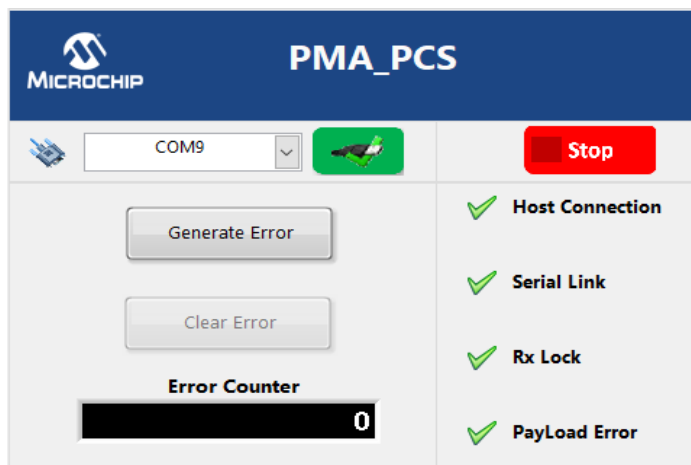 MICROCHIP
PMA_PCS
COM9
Stop
Generate Error
Clear Error
Error Counter
0
Host Connection
Serial Link
Rx Lock
PayLoad Error